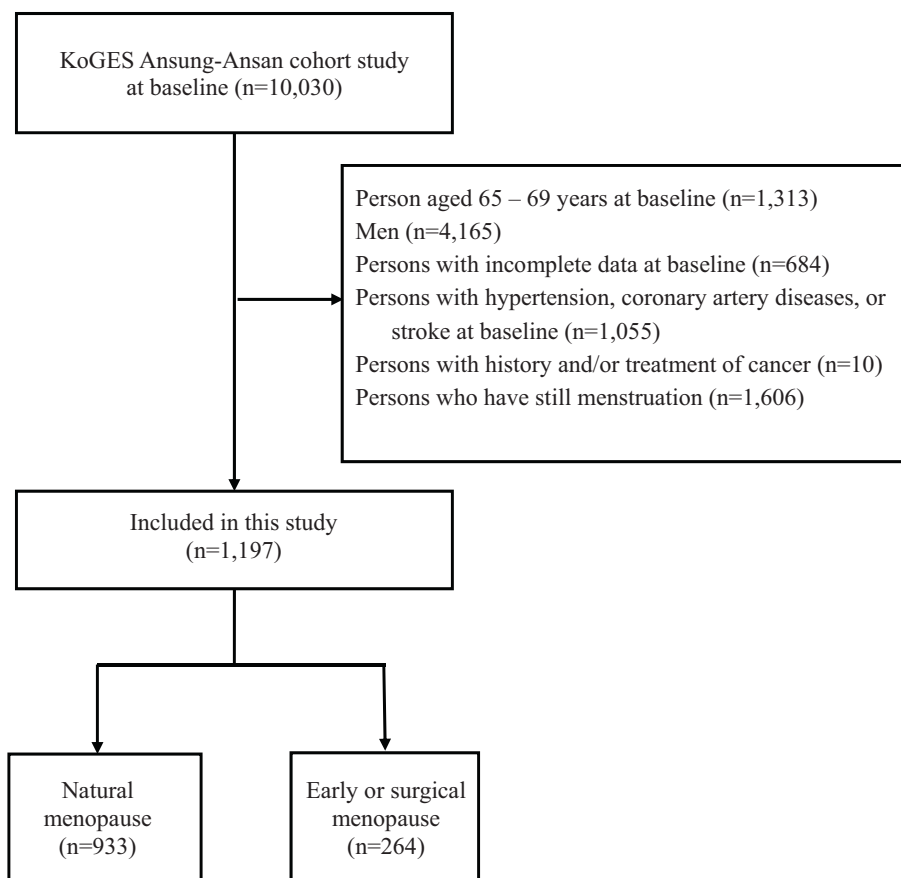 KoGES Ansung-Ansan cohort study
at baseline (n=10,030)
Person aged 65 – 69 years at baseline (n=1,313)
Men (n=4,165)
Persons with incomplete data at baseline (n=684)
Persons with hypertension, coronary artery diseases, or
stroke at baseline (n=1,055)
Persons with history and/or treatment of cancer (n=10)
Persons who have still menstruation (n=1,606)
Included in this study
(n=1,197)
Natural
menopause
(n=933)
Early or surgical
menopause
(n=264)